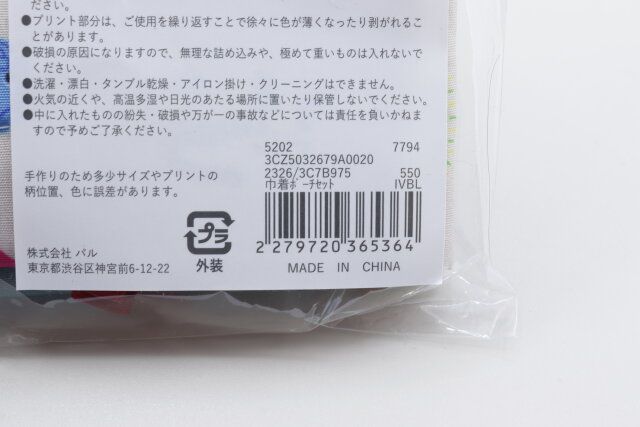 ださい。
●プリント部分は、ご使用を繰り返すことで徐々に色が薄くなったり剥がれるこ
とがあります。
●破損の原因になりますので、無理な詰め込みや、極めて重いものは入れないで
ください。
●洗濯・漂白・タンブル乾燥・アイロン掛け・クリーニングはできません。
●火気の近くや、高温多湿や日光のあたる場所に置いたり保管しないでください。
●中に入れたものの紛失・破損や万が一の事故などについては責任を負いかねま
すので予めご了承ください。
5202 7794
3CZ5032679A0020
2326/3C7B975 550
巾着ポーチセット IVBL
手作りのため多少サイズやプリントの
柄位置、色に誤差があります。
プラ
外装
2 279720 365364
MADE IN CHINA
株式会社 パル
東京都渋谷区神宮前6-12-22